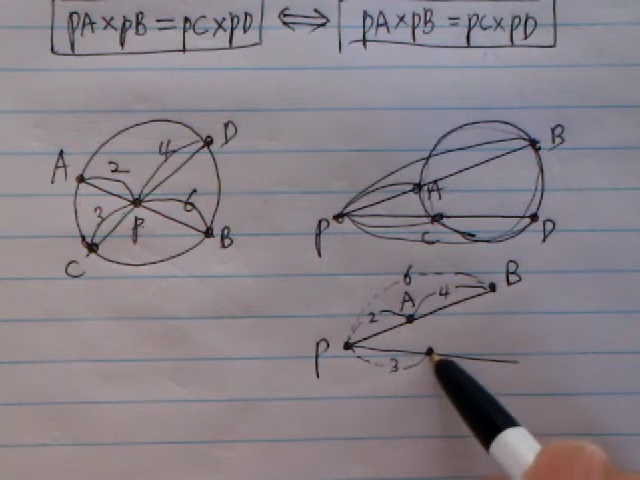 PA×PB=PC×PD ⟺ PA×PB=PC×PD
A 2 4 D
3 P 6 B
C
B
A
P C D
6 B
A 4
2
P 3